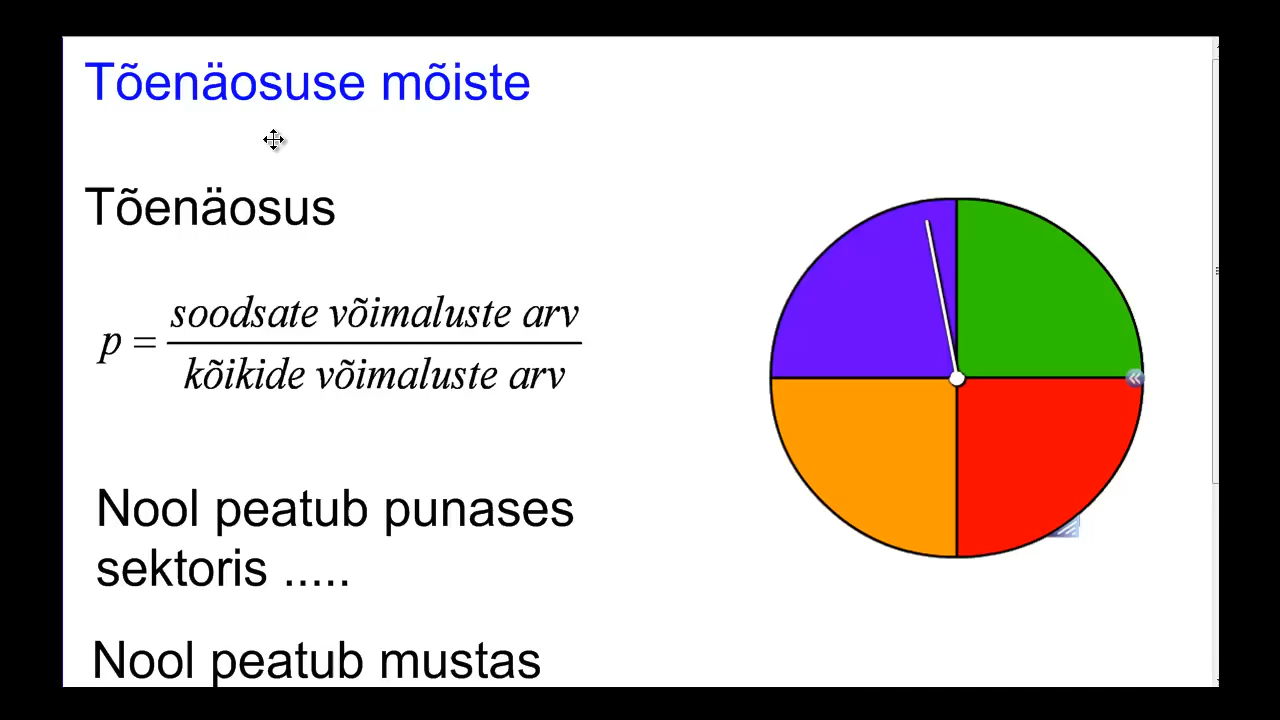 Tõenäosuse mõiste
Tõenäosus
p = soodsate võimaluste arv
kõikide võimaluste arv
Nool peatub punases
sektoris .....
Nool peatub mustas